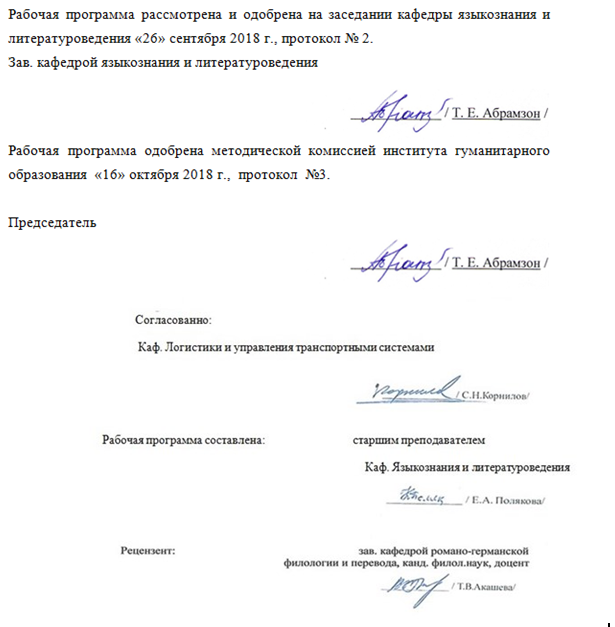 Рабочая программа рассмотрена и одобрена на заседании кафедры языкознания и
литературоведения «26» сентября 2018 г., протокол № 2.
Зав. кафедрой языкознания и литературоведения
/ Т. Е. Абрамзон /
Рабочая программа одобрена методической комиссией института гуманитарного
образования «16» октября 2018 г., протокол №3.
Председатель
/ Т. Е. Абрамзон /
Согласованно:
Каф. Логистики и управления транспортными системами
/ С.Н.Корнилов/
Рабочая программа составлена: старшим преподавателем
Каф. Языкознания и литературоведения
/ Е.А. Полякова/
Рецензент: зав. кафедрой романо-германской
филологии и перевода, канд. филол.наук, доцент
/Т.В.Акашева/